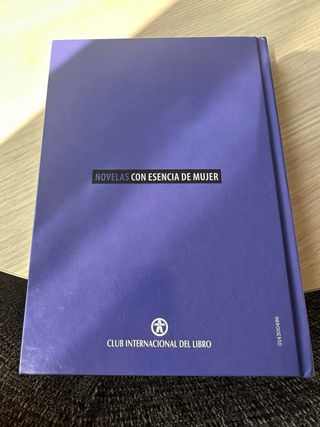 NOVELAS CON ESENCIA DE MUJER
CLUB INTERNACIONAL DEL LIBRO